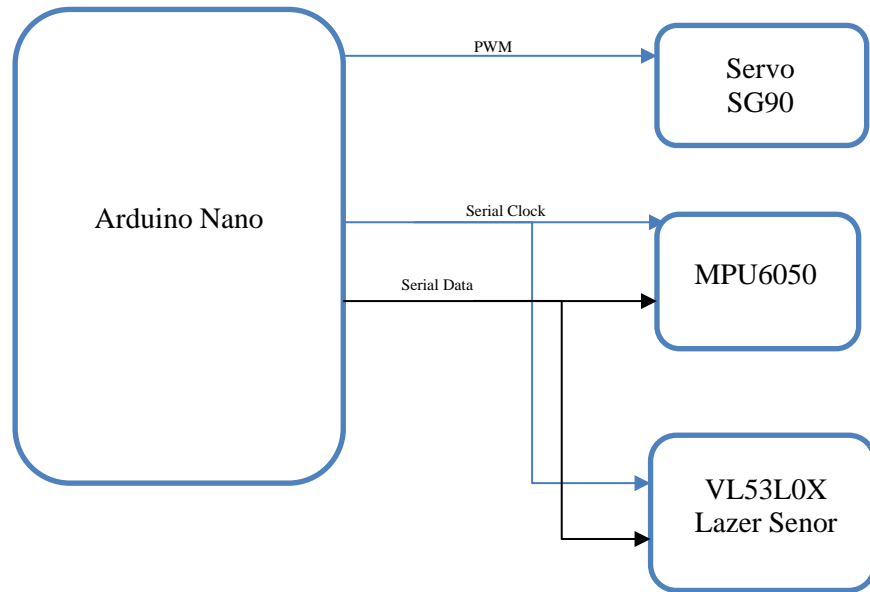 PWM
Servo
SG90
Arduino Nano
Serial Clock
MPU6050
Serial Data
VL53L0X
Lazer Senor